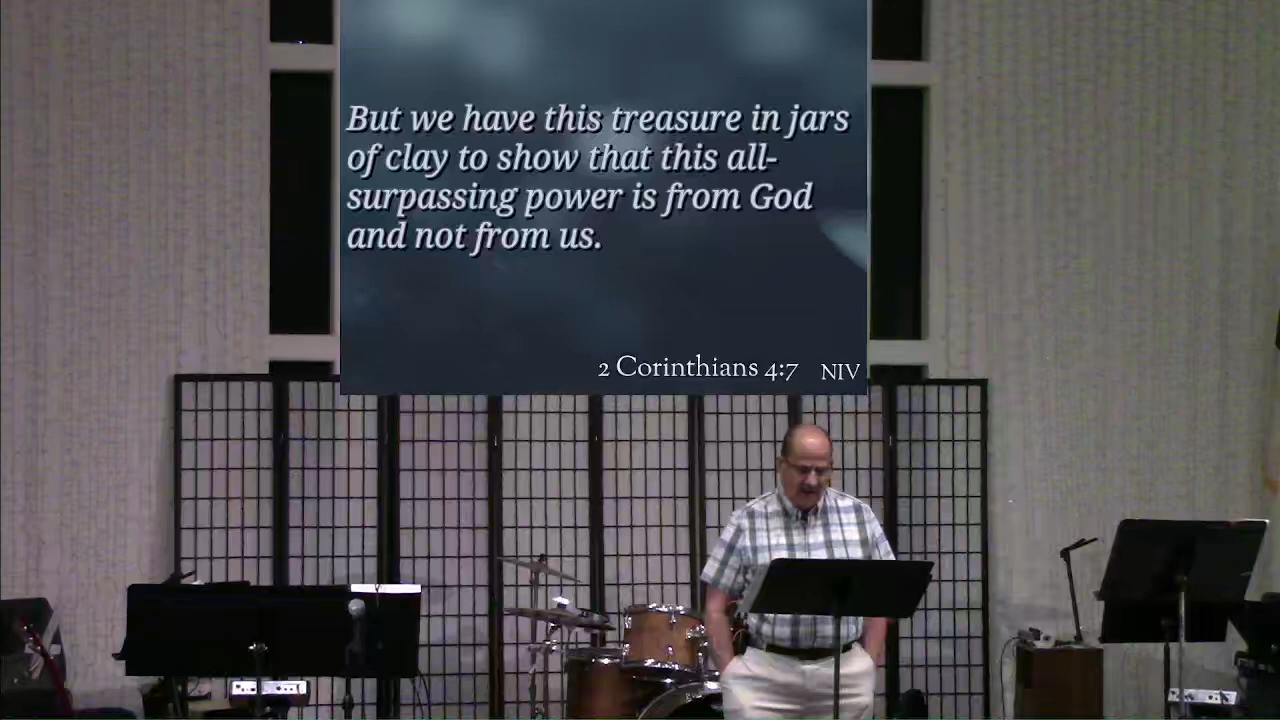 But we have this treasure in jars
of clay to show that this all-
surpassing power is from God
and not from us.
2 Corinthians 4:7 NIV